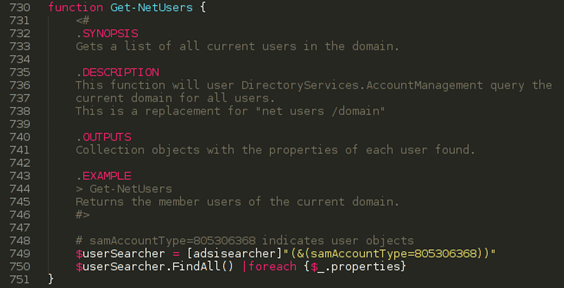 730 function Get-NetUsers {
731 <#
732 .SYNOPSIS
733 Gets a list of all current users in the domain.
734
735 .DESCRIPTION
736 This function will user DirectoryServices.AccountManagement query the
737 current domain for all users.
738 This is a replacement for "net users /domain"
739
740 .OUTPUTS
741 Collection objects with the properties of each user found.
742
743 .EXAMPLE
744 > Get-NetUsers
745 Returns the member users of the current domain.
746 #>
747
748 # samAccountType=805306368 indicates user objects
749 $userSearcher = [adsisearcher]"(&(samAccountType=805306368))"
750 $userSearcher.FindAll() |foreach {$_.properties}
751 }